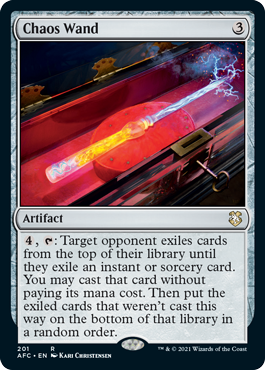 Chaos Wand 3
Artifact
4, T: Target opponent exiles cards
from the top of their library until
they exile an instant or sorcery card.
You may cast that card without
paying its mana cost. Then put the
exiled cards that weren't cast this
way on the bottom of that library in
a random order.
201 R
AFC • EN Kari Christensen
™ & © 2021 Wizards of the Coast